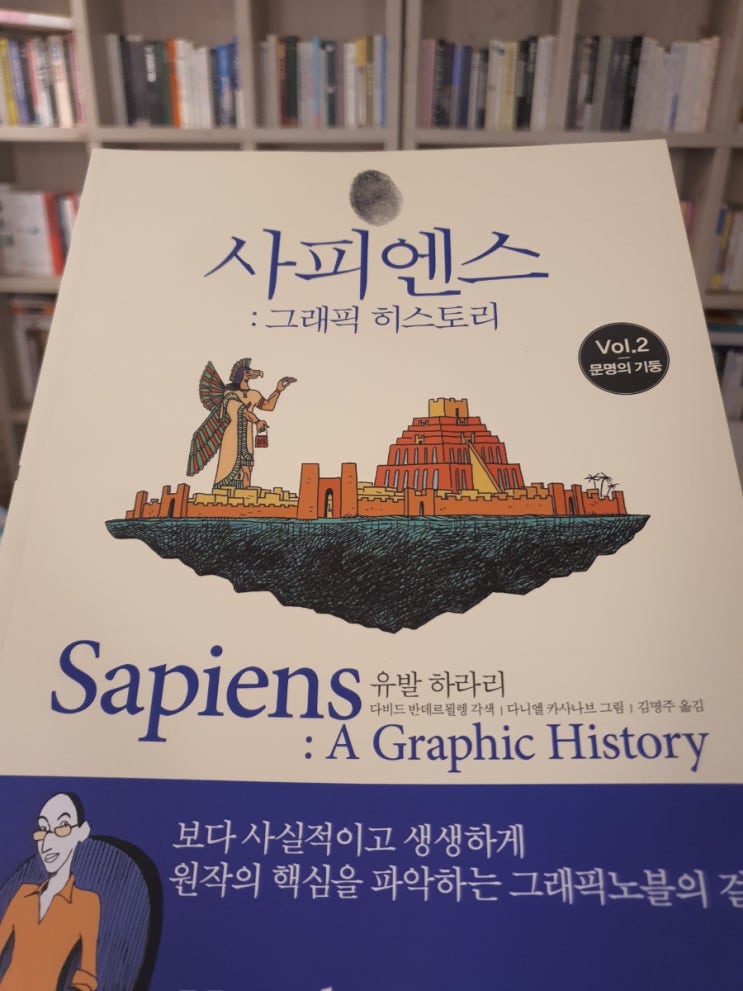 사피엔스
: 그래픽 히스토리
Vol.2
문명의 기둥
Sapiens
유발 하라리
다비드 반데르묄렝 각색 | 다니엘 카사나브 그림 | 김명주 옮김
: A Graphic History
보다 사실적이고 생생하게
원작의 핵심을 파악하는 그래픽노블의